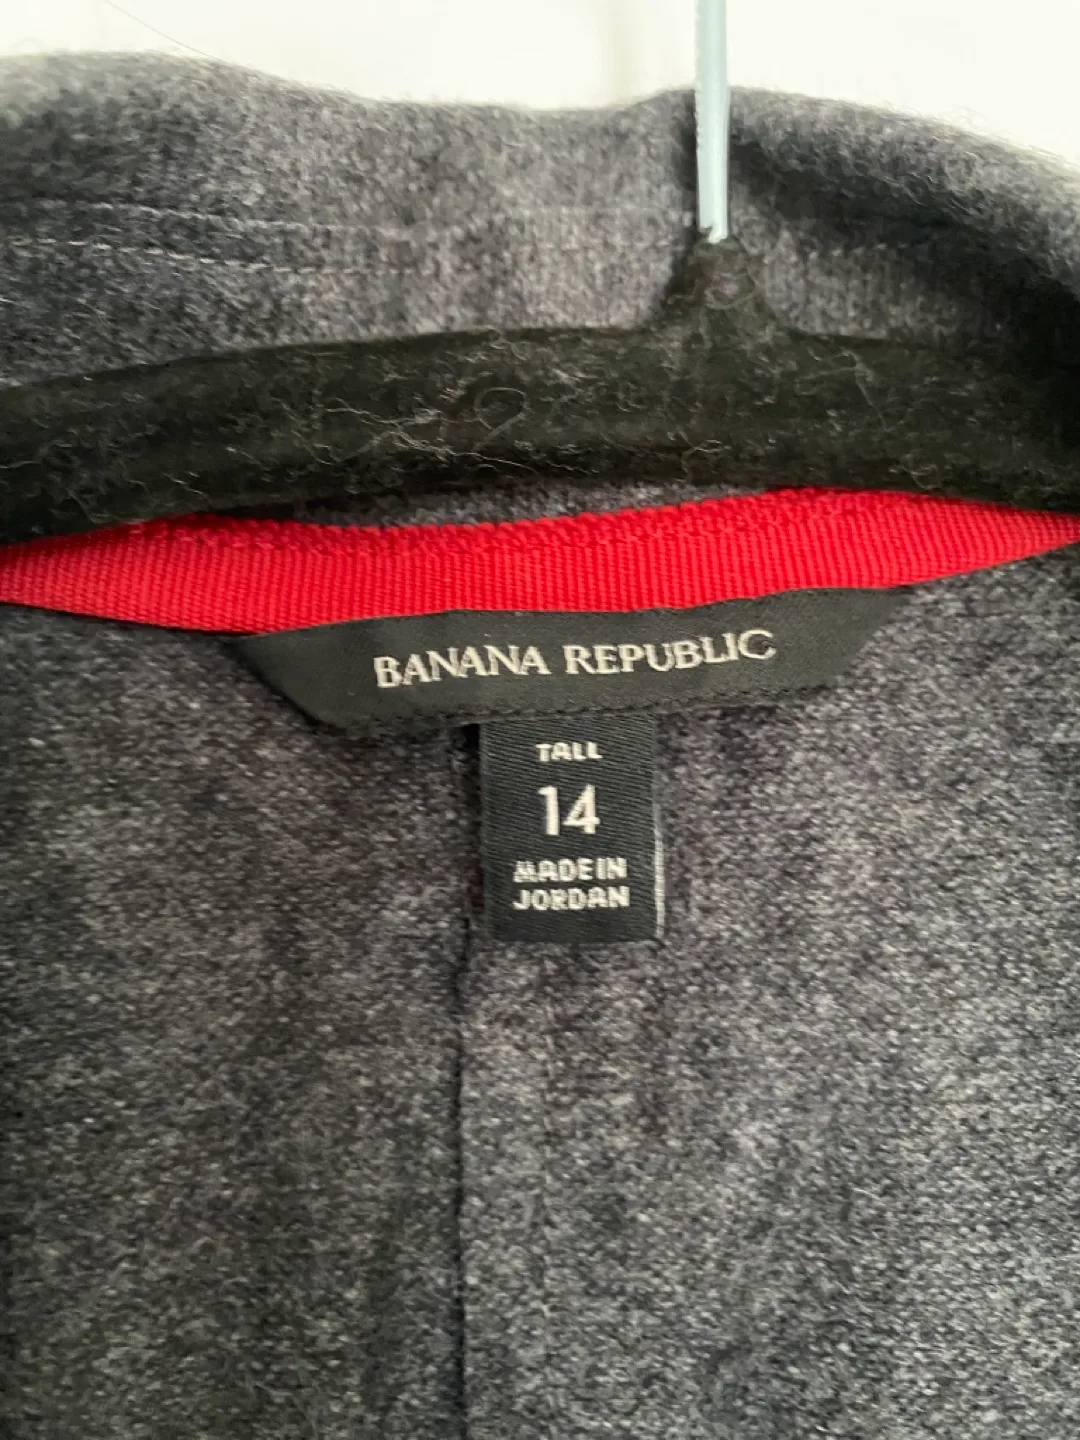 BANANA REPUBLIC
TALL
14
MADE IN
JORDAN